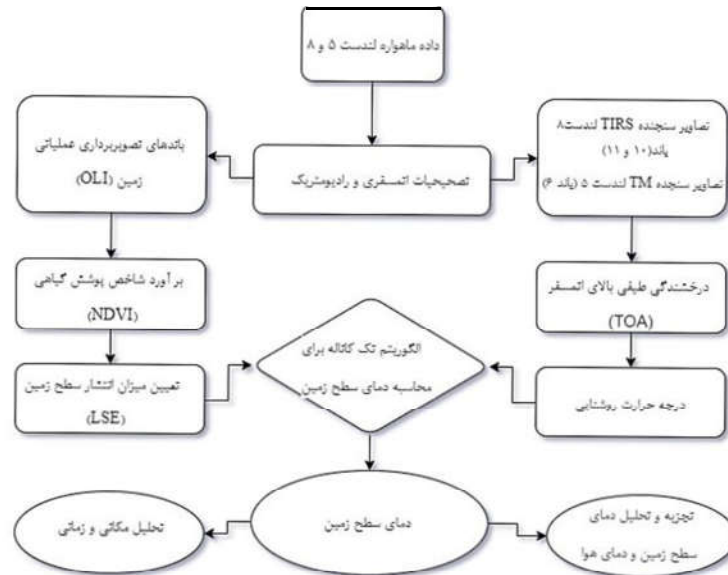 داده ماهواره لندست ۵ و ۸
تصاویر سنجنده TIRS لندست۸
باند(۱۰ و ۱۱)
تصاویر سنجنده TM لندست ۵ (باند ۶)
تصحیحات اتمسفری و رادیومتریک
باندهای تصویربرداری عملیاتی
زمین (OLI)
درخشندگی طیفی بالای اتمسفر
(TOA)
بر آورد شاخص پوشش گیاهی
(NDVI)
الگوریتم تک کاناله برای
محاسبه دمای سطح زمین
درجه حرارت روشنایی
تعیین میزان انتشار سطح زمین
(LSE)
دمای سطح زمین
تجزیه و تحلیل دمای
سطح زمین و دمای هوا
تحلیل مکانی و زمانی